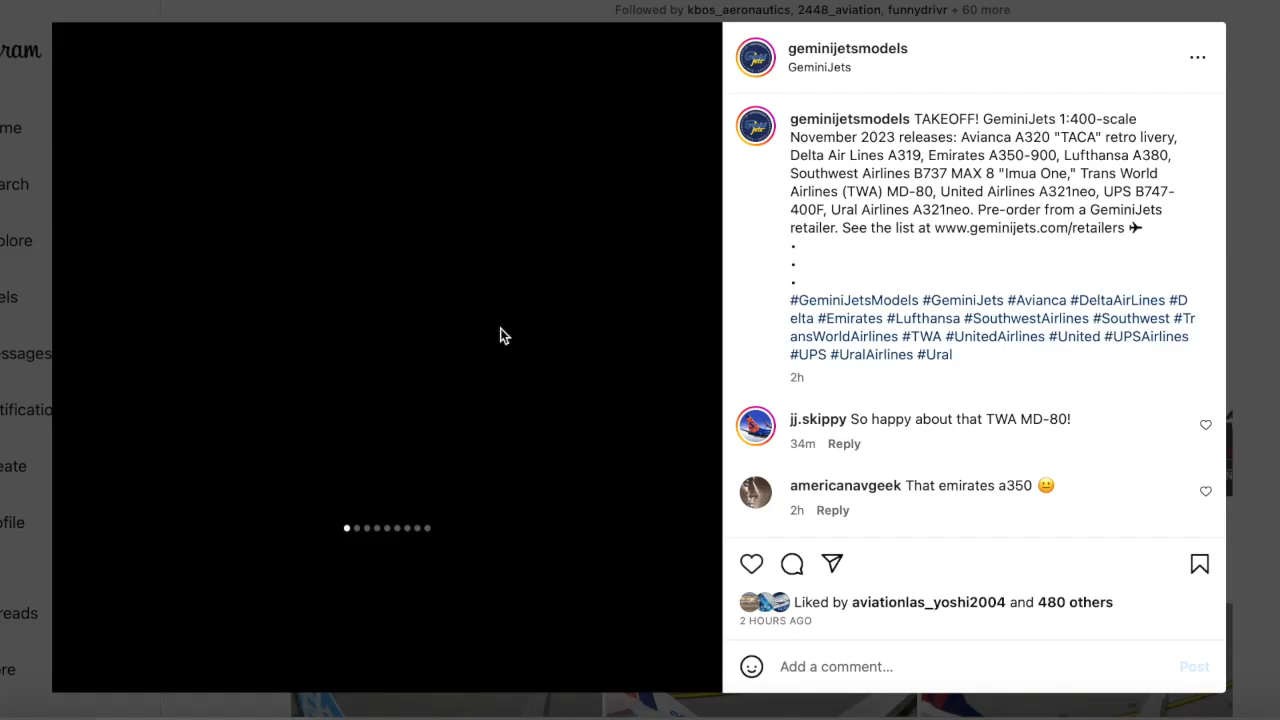 Followed by kbos_aeronautics, 2448_aviation, funnydrivr + 60 more
ram
me
arch
plore
els
essages
tificatio
eate
ofile
reads
re
geminijetsmodels
GeminiJets
geminijetsmodels TAKEOFF! GeminiJets 1:400-scale
November 2023 releases: Avianca A320 "TACA" retro livery,
Delta Air Lines A319, Emirates A350-900, Lufthansa A380,
Southwest Airlines B737 MAX 8 "Imua One," Trans World
Airlines (TWA) MD-80, United Airlines A321neo, UPS B747-
400F, Ural Airlines A321neo. Pre-order from a GeminiJets
retailer. See the list at www.geminijets.com/retailers ✈
•
•
•
#GeminiJetsModels #GeminiJets #Avianca #DeltaAirLines #D
elta #Emirates #Lufthansa #SouthwestAirlines #Southwest #Tr
ansWorldAirlines #TWA #UnitedAirlines #United #UPSAirlines
#UPS #UralAirlines #Ural
2h
jj.skippy So happy about that TWA MD-80!
34m Reply
americanavgeek That emirates a350 😐
2h Reply
Liked by aviationlas_yoshi2004 and 480 others
2 HOURS AGO
Add a comment...
Post